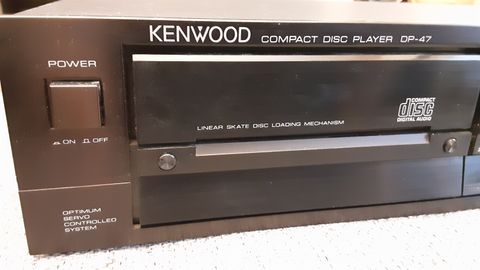 KENWOOD COMPACT DISC PLAYER DP-47
POWER
ON OFF
COMPACT
disc
DIGITAL AUDIO
LINEAR SKATE DISC LOADING MECHANISM
OPTIMUM
SERVO
CONTROLLED
SYSTEM